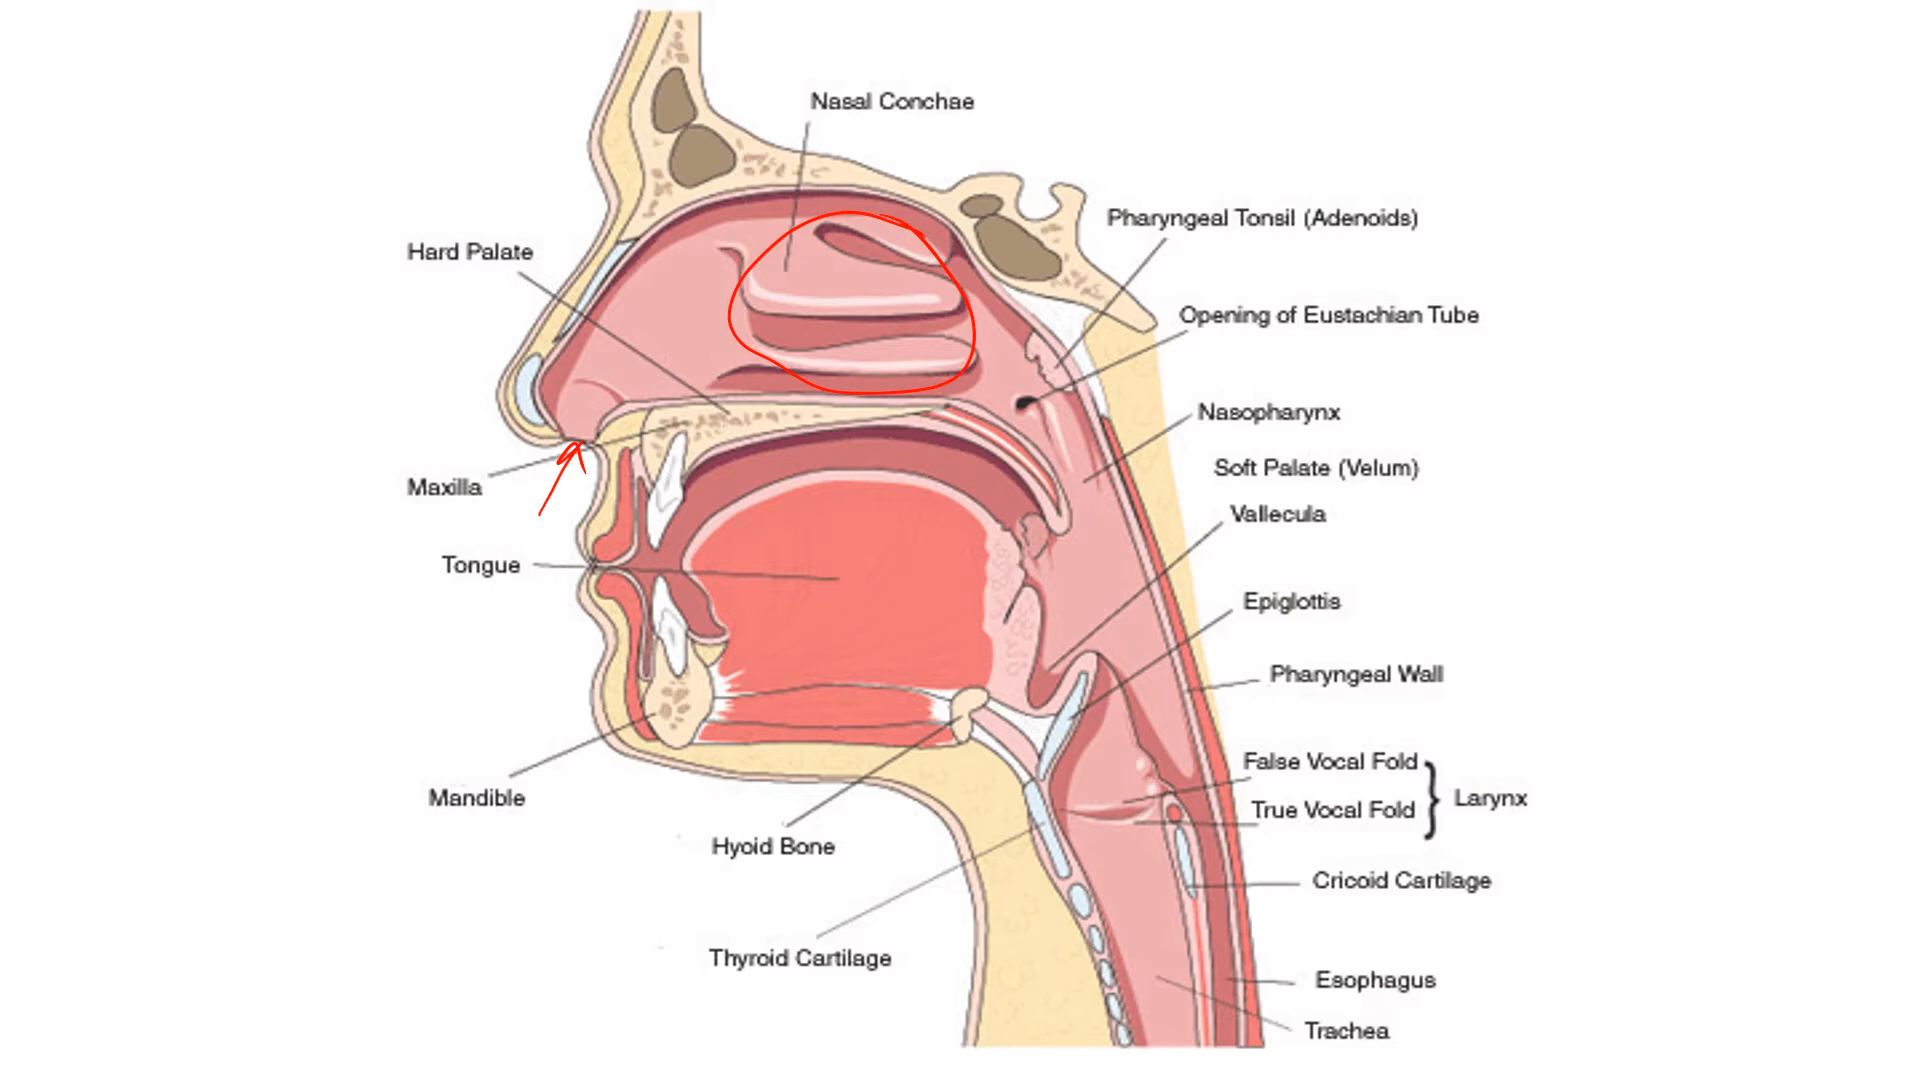 Nasal Conchae
Pharyngeal Tonsil (Adenoids)
Hard Palate
Opening of Eustachian Tube
Nasopharynx
Soft Palate (Velum)
Maxilla
Vallecula
Tongue
Epiglottis
Pharyngeal Wall
False Vocal Fold
Mandible
Larynx
True Vocal Fold
Hyoid Bone
Cricoid Cartilage
Thyroid Cartilage
Esophagus
Trachea